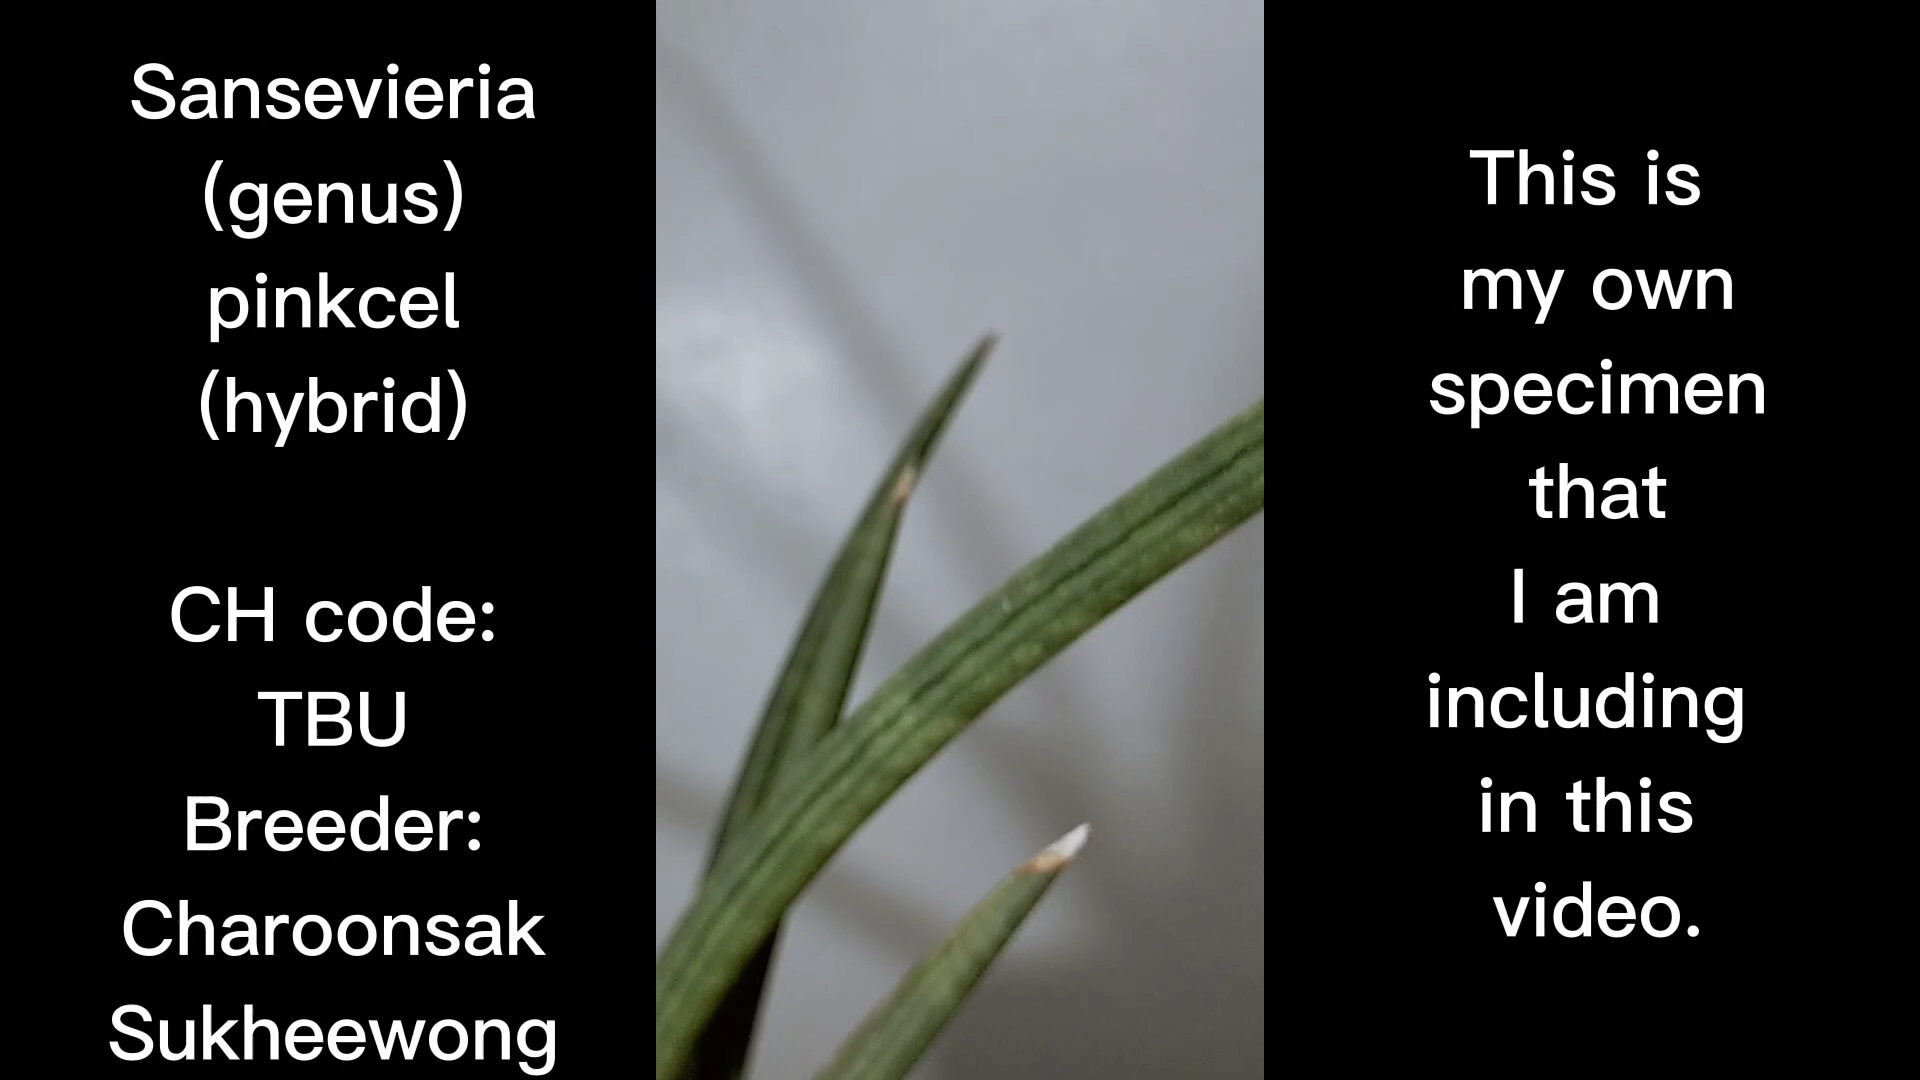 Sansevieria
(genus)
pinkcel
(hybrid)
CH code:
TBU
Breeder:
Charoonsak
Sukheewong
This is
my own
specimen
that
I am
including
in this
video.